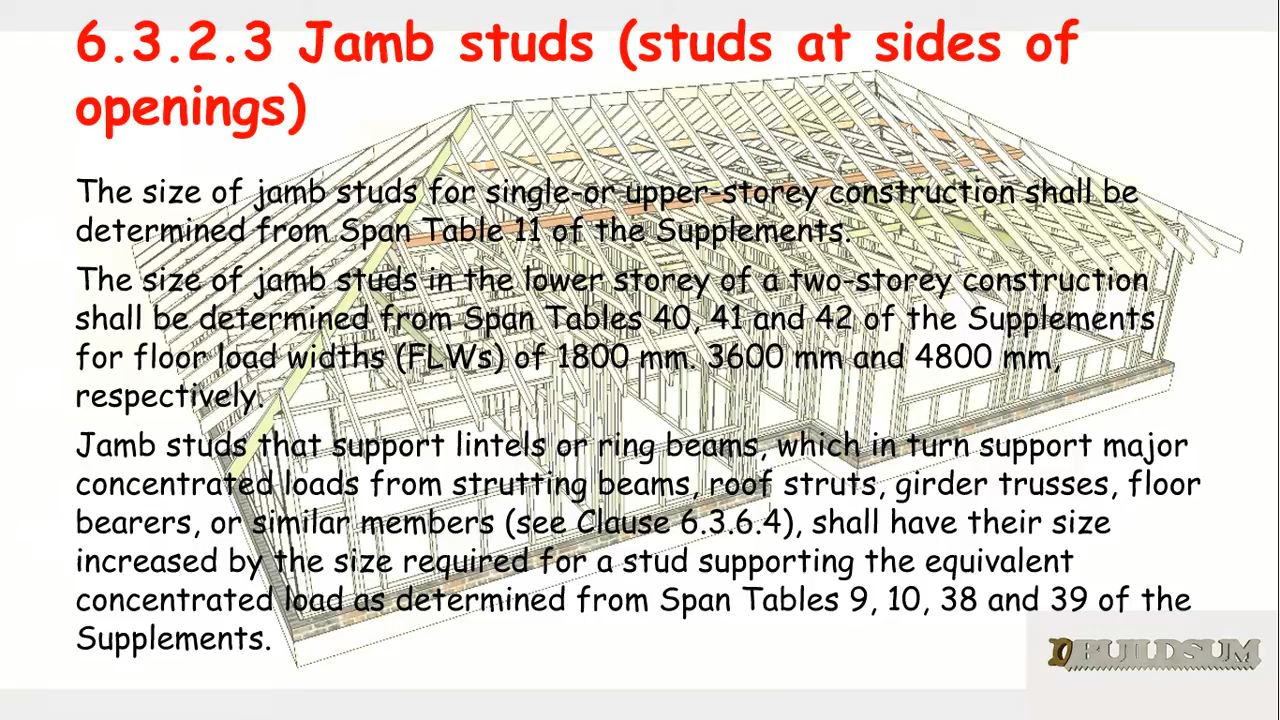 6.3.2.3 Jamb studs (studs at sides of
openings)
The size of jamb studs for single-or upper-storey construction shall be
determined from Span Table 11 of the Supplements.
The size of jamb studs in the lower storey of a two-storey construction
shall be determined from Span Tables 40, 41 and 42 of the Supplements
for floor load widths (FLWs) of 1800 mm. 3600 mm and 4800 mm,
respectively.
Jamb studs that support lintels or ring beams, which in turn support major
concentrated loads from strutting beams, roof struts, girder trusses, floor
bearers, or similar members (see Clause 6.3.6.4), shall have their size
increased by the size required for a stud supporting the equivalent
concentrated load as determined from Span Tables 9, 10, 38 and 39 of the
Supplements.
BUILDSUM